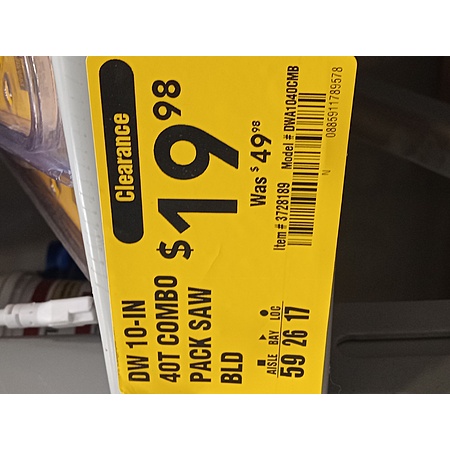 Clearance
$19.98
Was $49.98
Item # 3728189 Model # DWA1040CMB
0885911789578
DW 10-IN
40T COMBO
PACK SAW
BLD
AISLE BAY LOC
59 26 17